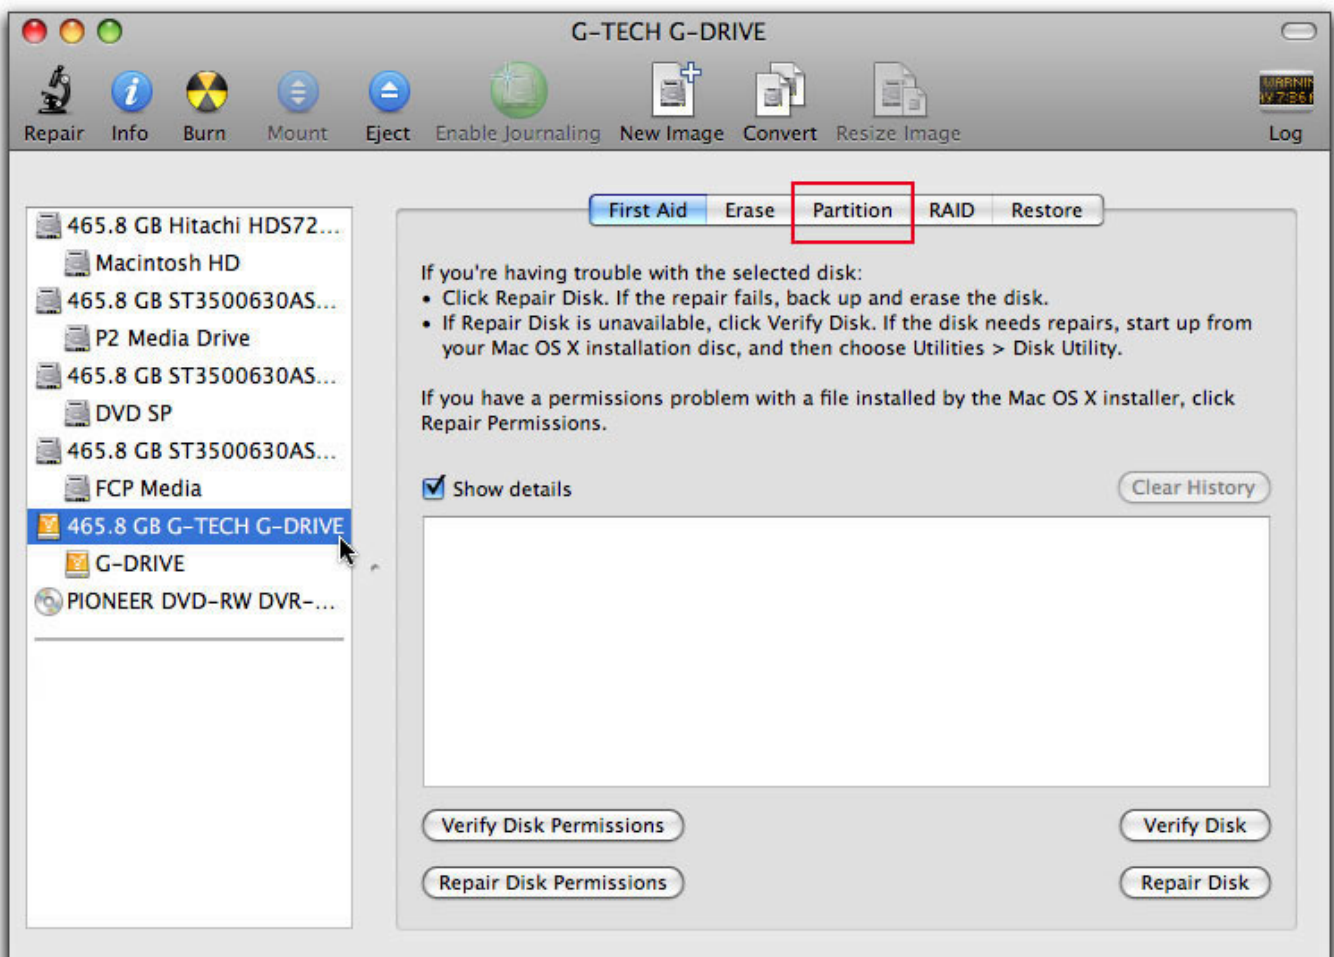 G-TECH G-DRIVE
Repair Info Burn Mount Eject Enable Journaling New Image Convert Resize Image Log
465.8 GB Hitachi HDS72...
Macintosh HD
465.8 GB ST3500630AS...
P2 Media Drive
465.8 GB ST3500630AS...
DVD SP
465.8 GB ST3500630AS...
FCP Media
465.8 GB G-TECH G-DRIVE
G-DRIVE
PIONEER DVD-RW DVR-...
First Aid Erase Partition RAID Restore
If you're having trouble with the selected disk:
• Click Repair Disk. If the repair fails, back up and erase the disk.
• If Repair Disk is unavailable, click Verify Disk. If the disk needs repairs, start up from
your Mac OS X installation disc, and then choose Utilities > Disk Utility.
If you have a permissions problem with a file installed by the Mac OS X installer, click
Repair Permissions.
Show details
Clear History
Verify Disk Permissions
Verify Disk
Repair Disk Permissions
Repair Disk